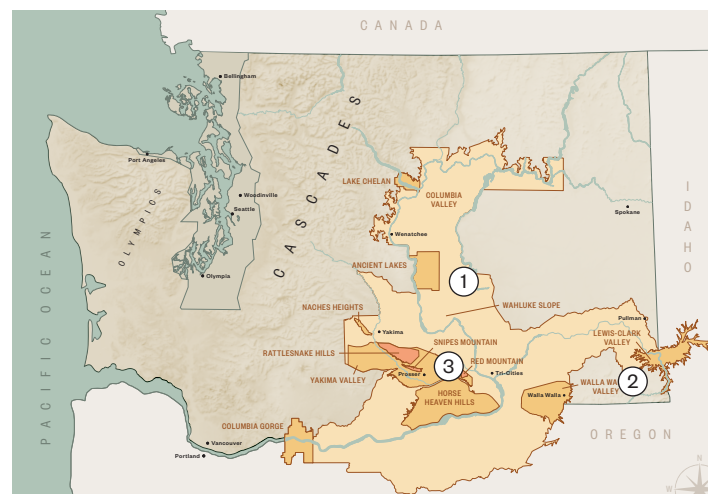 CANADA
Bellingham
CASCADES
Port Angeles
OLYMPICS
Woodinville
Seattle
Olympia
PACIFIC OCEAN
LAKE CHELAN
COLUMBIA
VALLEY
Wenatchee
Spokane
IDAHO
ANCIENT LAKES
1
NACHES HEIGHTS
WAHLUKE SLOPE
Yakima
Pullman
SNIPES MOUNTAIN
LEWIS-CLARK
VALLEY
RATTLESNAKE HILLS
3
RED MOUNTAIN
Prosser
Tri-Cities
2
YAKIMA VALLEY
WALLA
VALLEY
HORSE
HEAVEN HILLS
Walla Walla
COLUMBIA GORGE
OREGON
Vancouver
Portland
N
W